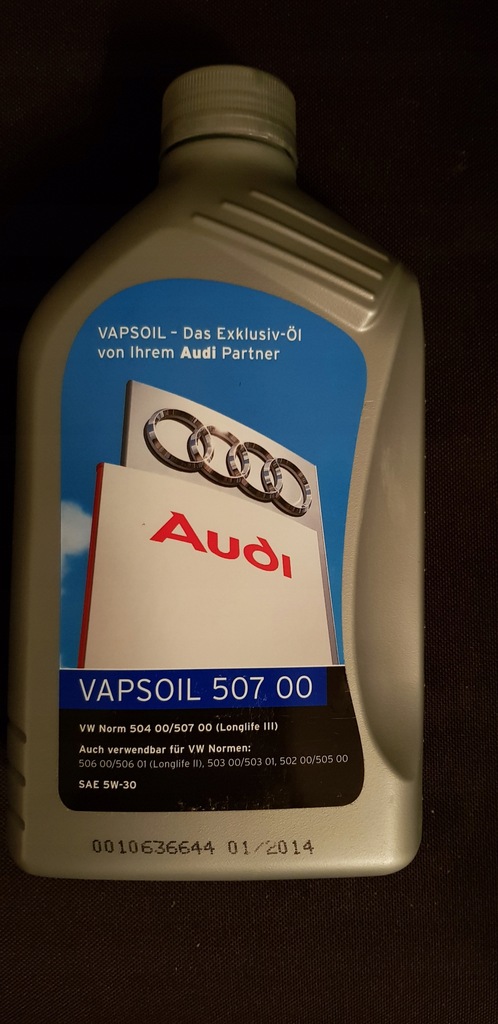 VAPSOIL – Das Exklusiv-Öl
von Ihrem Audi Partner
Audi
VAPSOIL 507 00
VW Norm 504 00/507 00 (Longlife III)
Auch verwendbar für VW Normen:
506 00/506 01 (Longlife II), 503 00/503 01, 502 00/505 00
SAE 5W-30
0010636644 01/2014